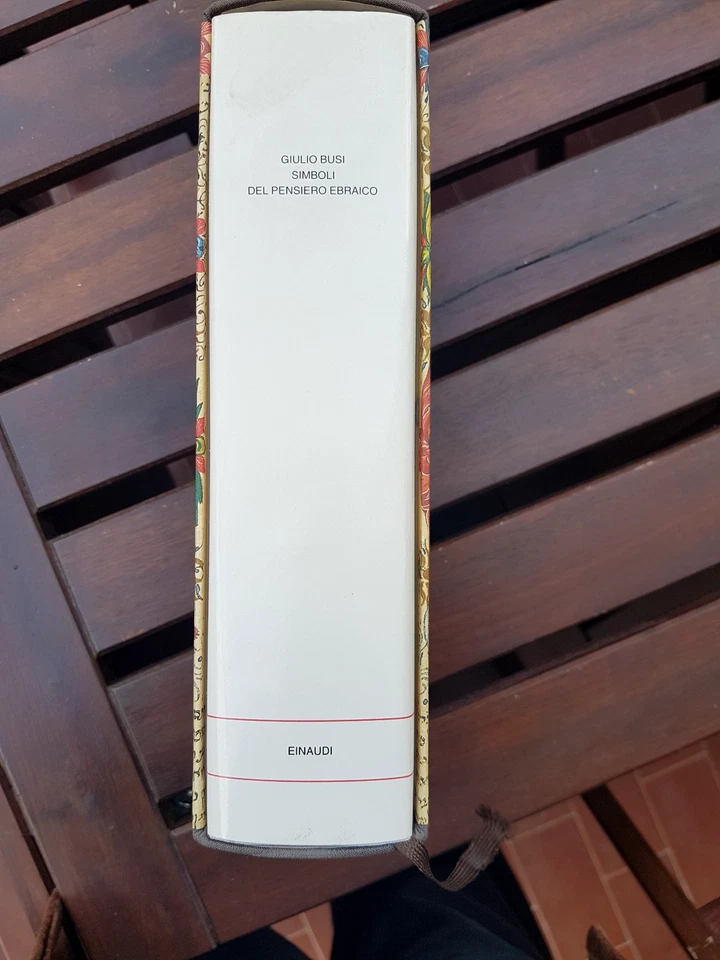 GIULIO BUSI
SIMBOLI
DEL PENSIERO EBRAICO
EINAUDI